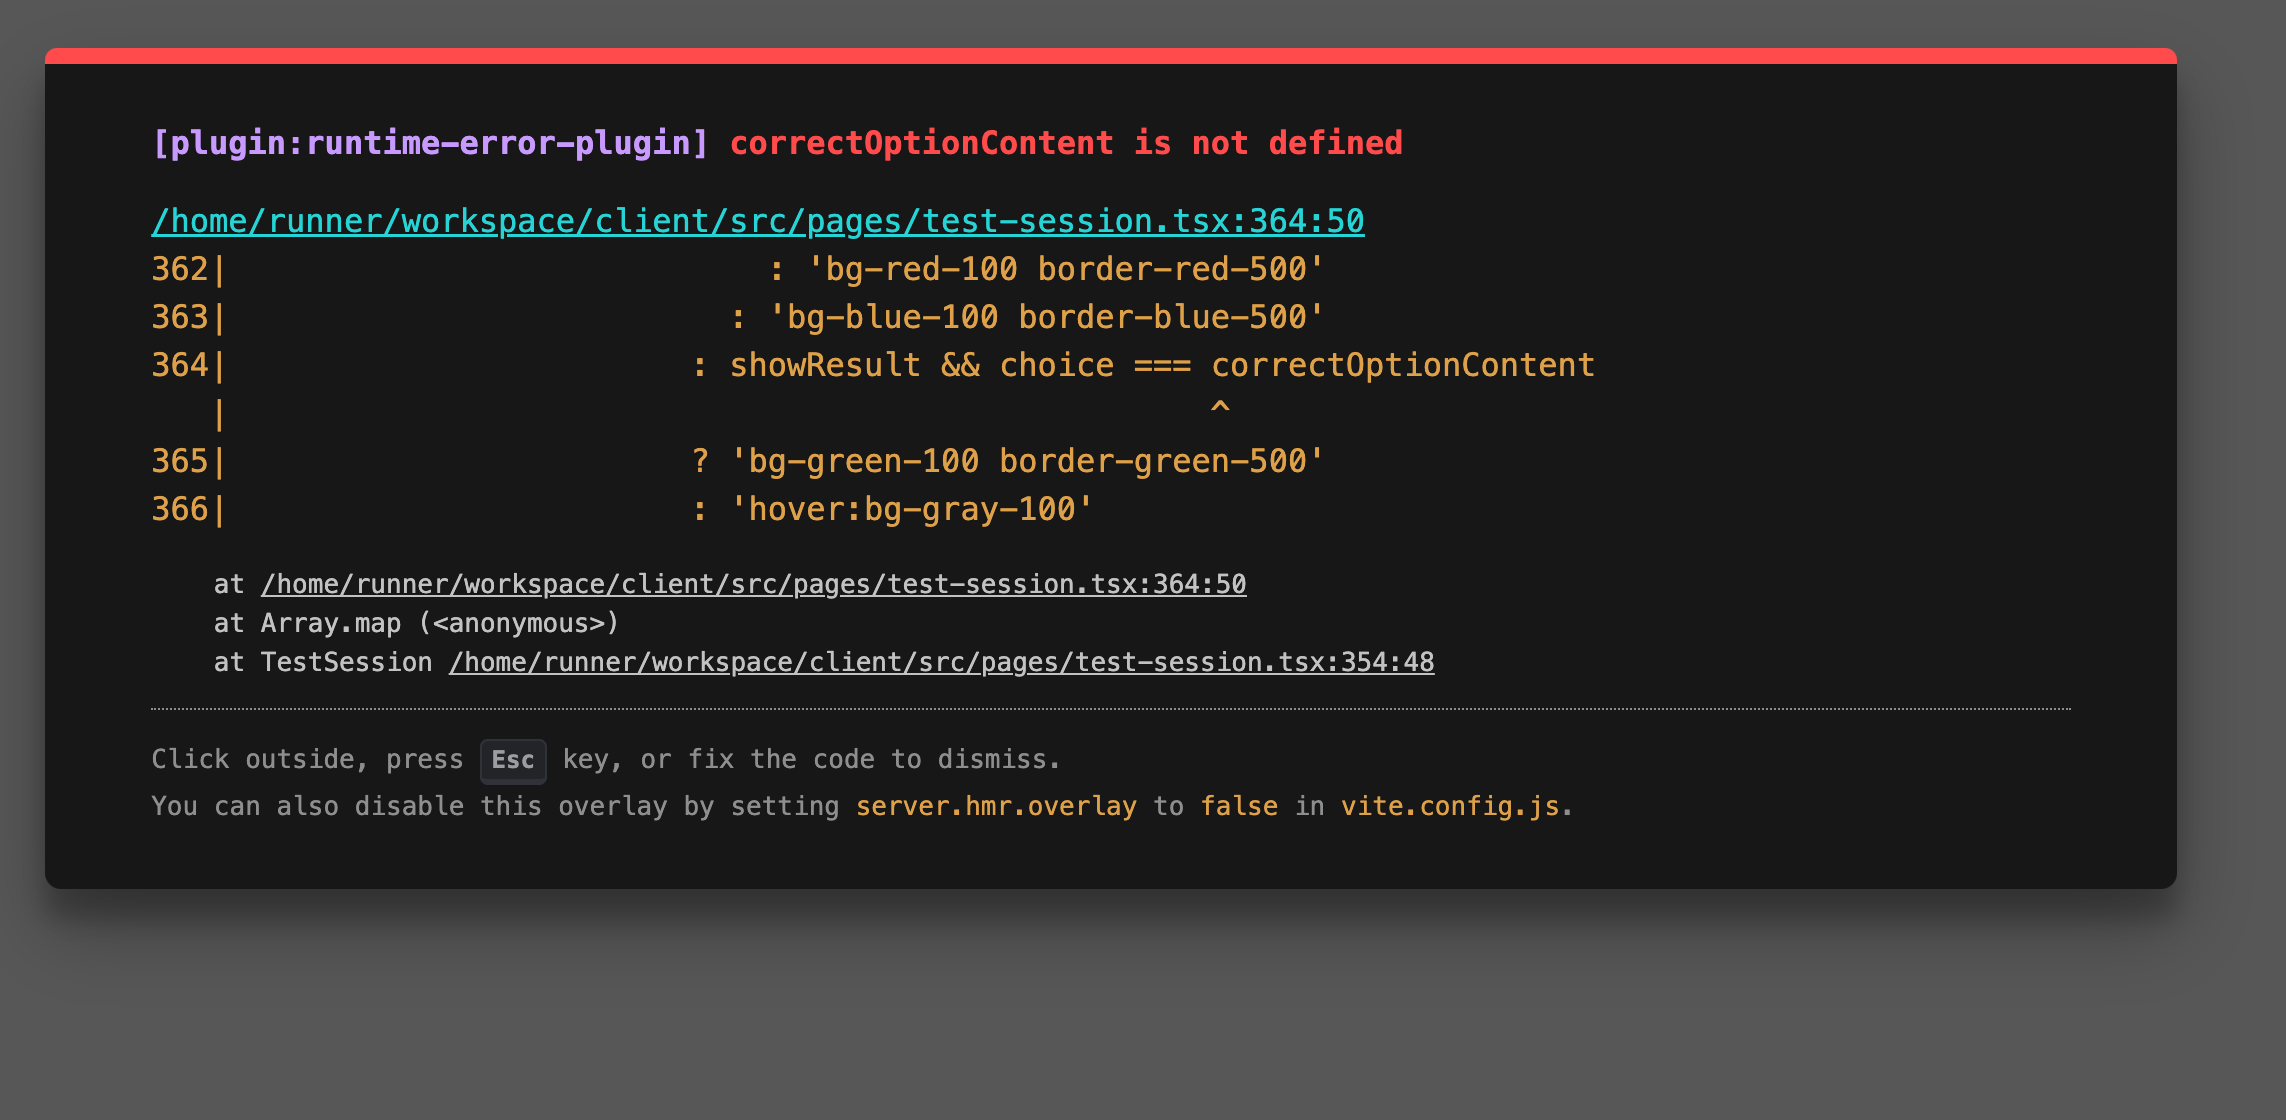 [plugin:runtime-error-plugin] correctOptionContent is not defined
/home/runner/workspace/client/src/pages/test-session.tsx:364:50
362|                            : 'bg-red-100 border-red-500'
363|                          : 'bg-blue-100 border-blue-500'
364|                        : showResult && choice === correctOptionContent
   |                                                   ^
365|                        ? 'bg-green-100 border-green-500'
366|                        : 'hover:bg-gray-100'
    at /home/runner/workspace/client/src/pages/test-session.tsx:364:50
    at Array.map (<anonymous>)
    at TestSession /home/runner/workspace/client/src/pages/test-session.tsx:354:48
Click outside, press Esc key, or fix the code to dismiss.
You can also disable this overlay by setting server.hmr.overlay to false in vite.config.js.